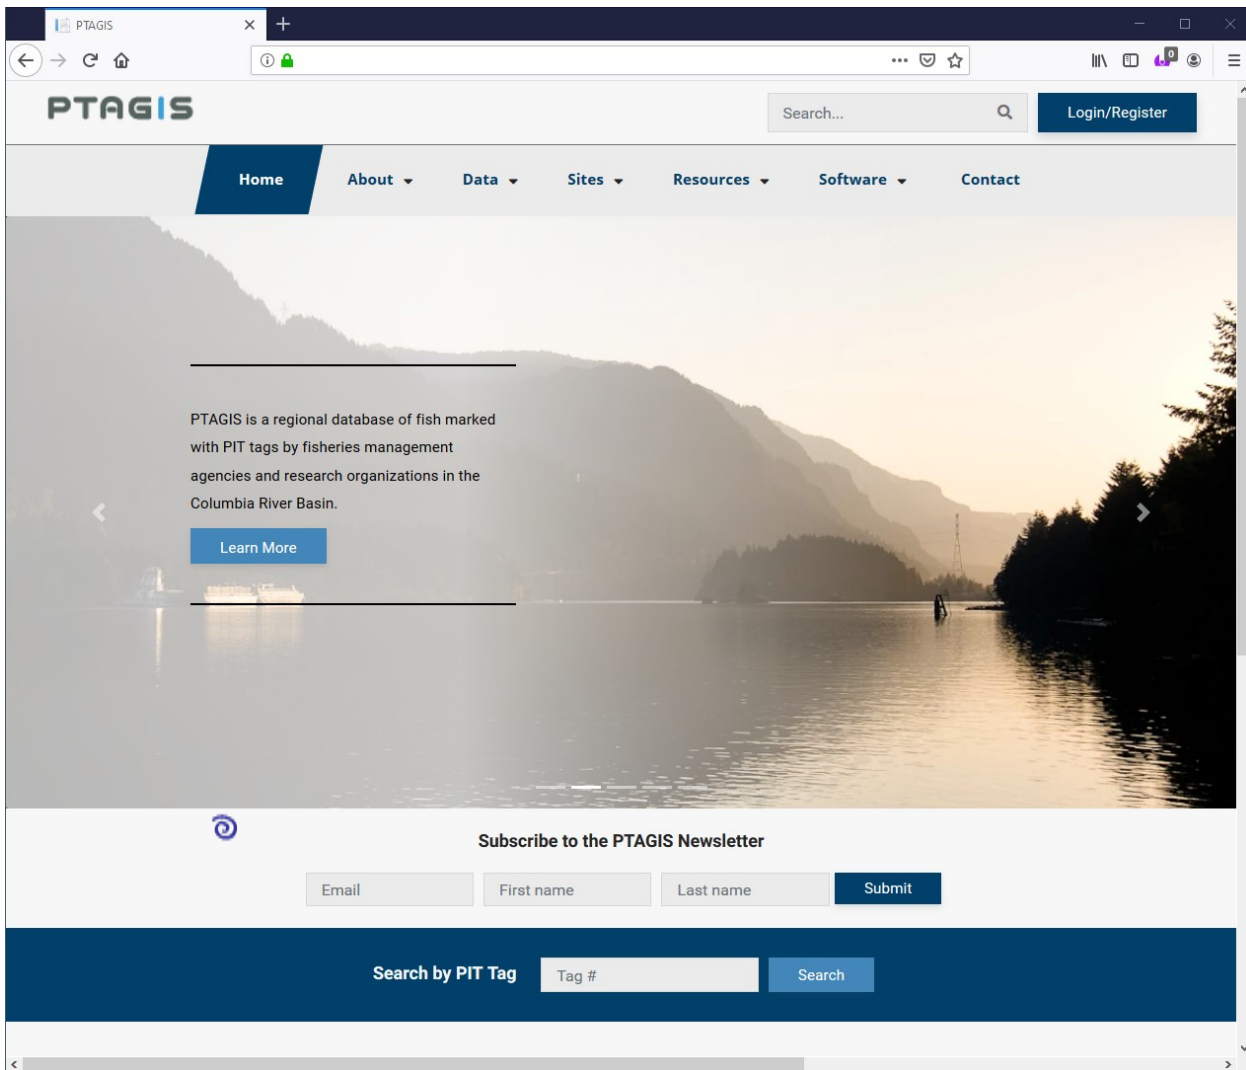 PTAGIS
0
PTAGIS
Search...
Login/Register
Home
About
Data
Sites
Resources
Software
Contact
PTAGIS is a regional database of fish marked
with PIT tags by fisheries management
agencies and research organizations in the
Columbia River Basin.
Learn More
Subscribe to the PTAGIS Newsletter
Email
First name
Last name
Submit
Search by PIT Tag
Tag #
Search